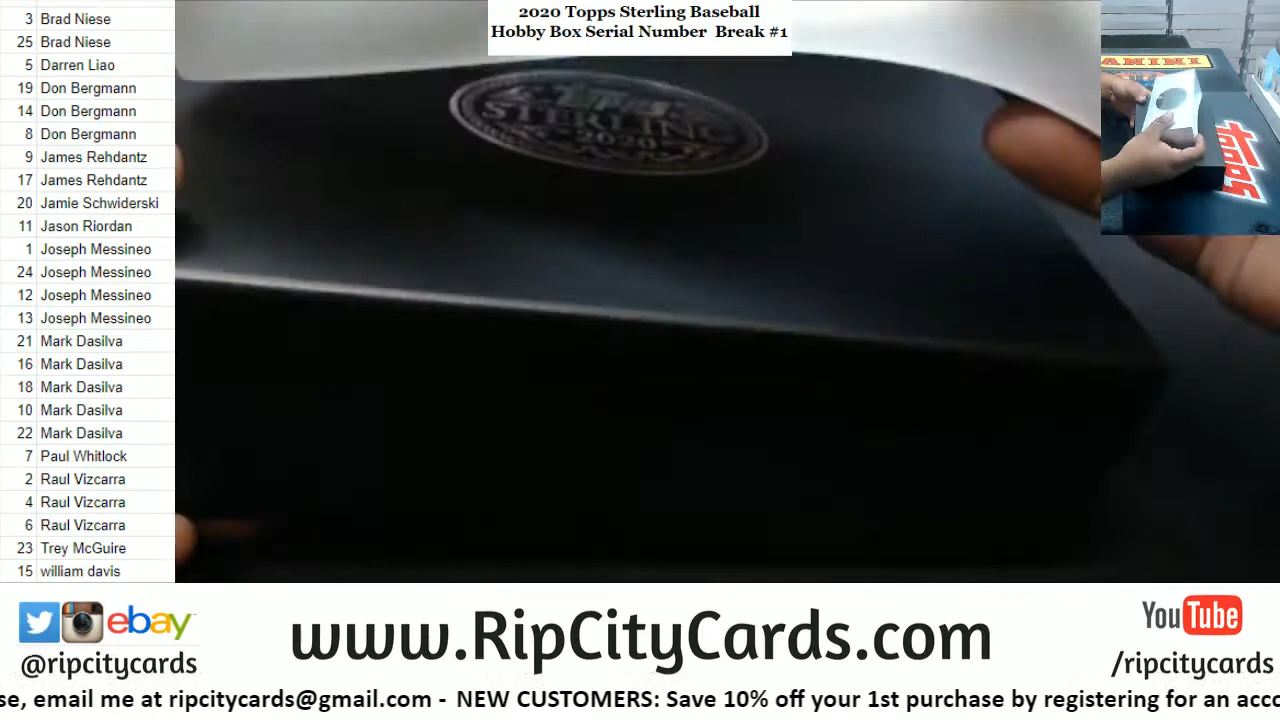 2020 Topps Sterling Baseball
Hobby Box Serial Number Break #1
3 Brad Niese
25 Brad Niese
5 Darren Liao
19 Don Bergmann
14 Don Bergmann
8 Don Bergmann
9 James Rehdantz
17 James Rehdantz
20 Jamie Schwiderski
11 Jason Riordan
1 Joseph Messineo
24 Joseph Messineo
12 Joseph Messineo
13 Joseph Messineo
21 Mark Dasilva
16 Mark Dasilva
18 Mark Dasilva
10 Mark Dasilva
22 Mark Dasilva
7 Paul Whitlock
2 Raul Vizcarra
4 Raul Vizcarra
6 Raul Vizcarra
23 Trey McGuire
15 william davis
STERLING
2020
ANINI
topps
ebay
@ripcitycards
www.RipCityCards.com
YouTube
/ripcitycards
se, email me at ripcitycards@gmail.com - NEW CUSTOMERS: Save 10% off your 1st purchase by registering for an acco